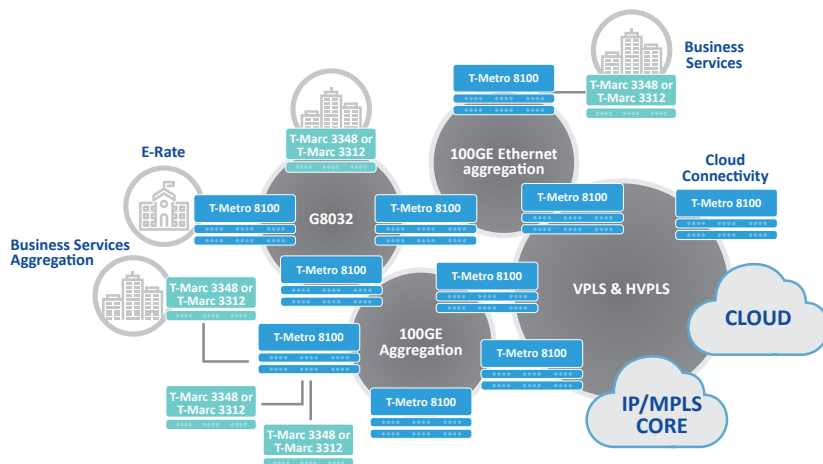 Business
Services
T-Metro 8100
T-Marc 3348 or
T-Marc 3312
T-Marc 3348 or
T-Marc 3312
E-Rate
100GE Ethernet
aggregation
Cloud
Connectivity
T-Metro 8100
T-Metro 8100
T-Metro 8100
T-Metro 8100
G8032
Business Services
Aggregation
T-Metro 8100
T-Metro 8100
T-Marc 3348 or
T-Marc 3312
VPLS & HVPLS
CLOUD
T-Metro 8100
100GE
Aggregation
T-Metro 8100
T-Marc 3348 or
T-Marc 3312
T-Metro 8100
IP/MPLS
CORE
T-Marc 3348 or
T-Marc 3312